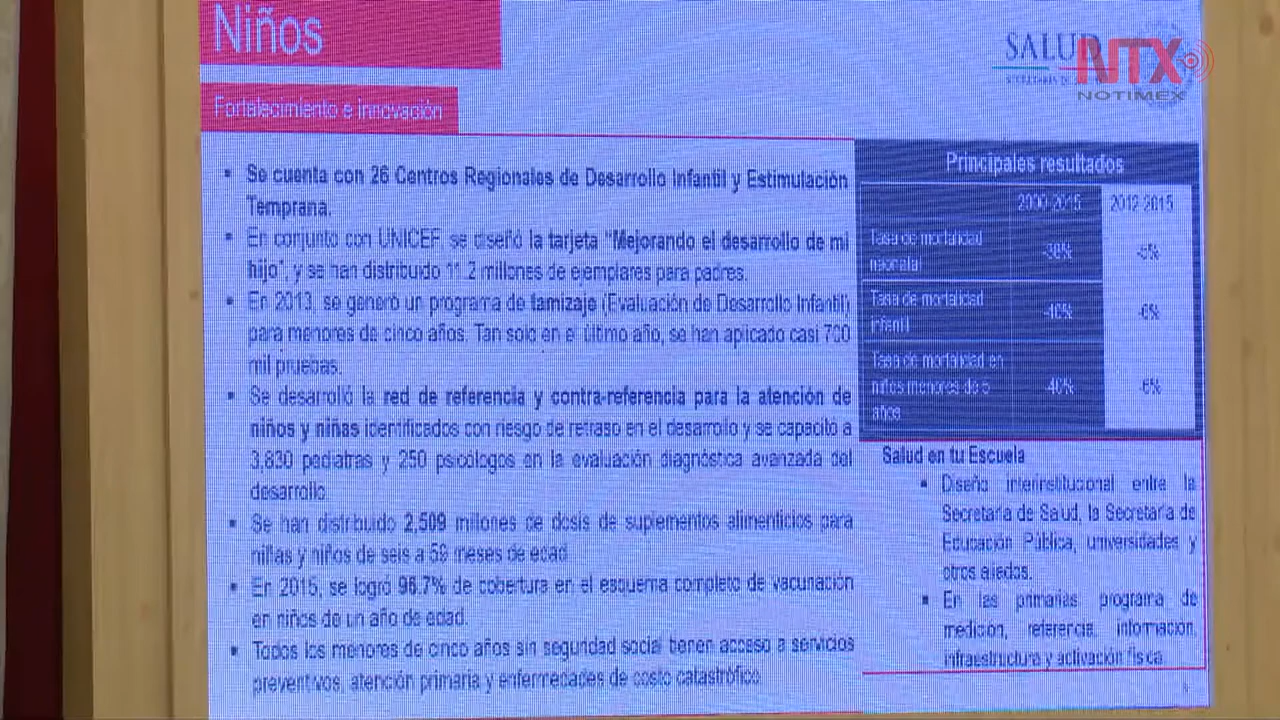 Niños
SALUD
NTX
NOTIMEX
Fortalecimiento e innovación
Se cuenta con 26 Centros Regionales de Desarrollo Infantil y Estimulación
Temprana.
En conjunto con UNICEF, se diseñó la tarjeta “Mejorando el desarrollo de mi
hijo”, y se han distribuido 11.2 millones de ejemplares para padres.
En 2013, se generó un programa de tamizaje (Evaluación de Desarrollo Infantil)
para menores de cinco años. Tan solo en el último año, se han aplicado casi 700
mil pruebas.
Se desarrolló la red de referencia y contra-referencia para la atención de
niños y niñas identificados con riesgo de retraso en el desarrollo y se capacitó a
3,830 pediatras y 250 psicólogos en la evaluación diagnóstica avanzada del
desarrollo.
Se han distribuido 2,509 millones de dosis de suplementos alimenticios para
niñas y niños de seis a 59 meses de edad.
En 2015, se logró 96.7% de cobertura en el esquema completo de vacunación
en niños de un año de edad.
Todos los menores de cinco años sin seguridad social tienen acceso a servicios
preventivos, atención primaria y enfermedades de costo catastrófico.
Principales resultados
2000-2015 2012-2015
Tasa de mortalidad
neonatal -30% -5%
Tasa de mortalidad
infantil -40% -6%
Tasa de mortalidad en
niños menores de 5 -40% -6%
años
Salud en tu Escuela
Diseño interinstitucional entre la
Secretaría de Salud, la Secretaría de
Educación Pública, universidades y
otros aliados.
En las primarias programa de
medición, referencia, información,
infraestructura y activación física.